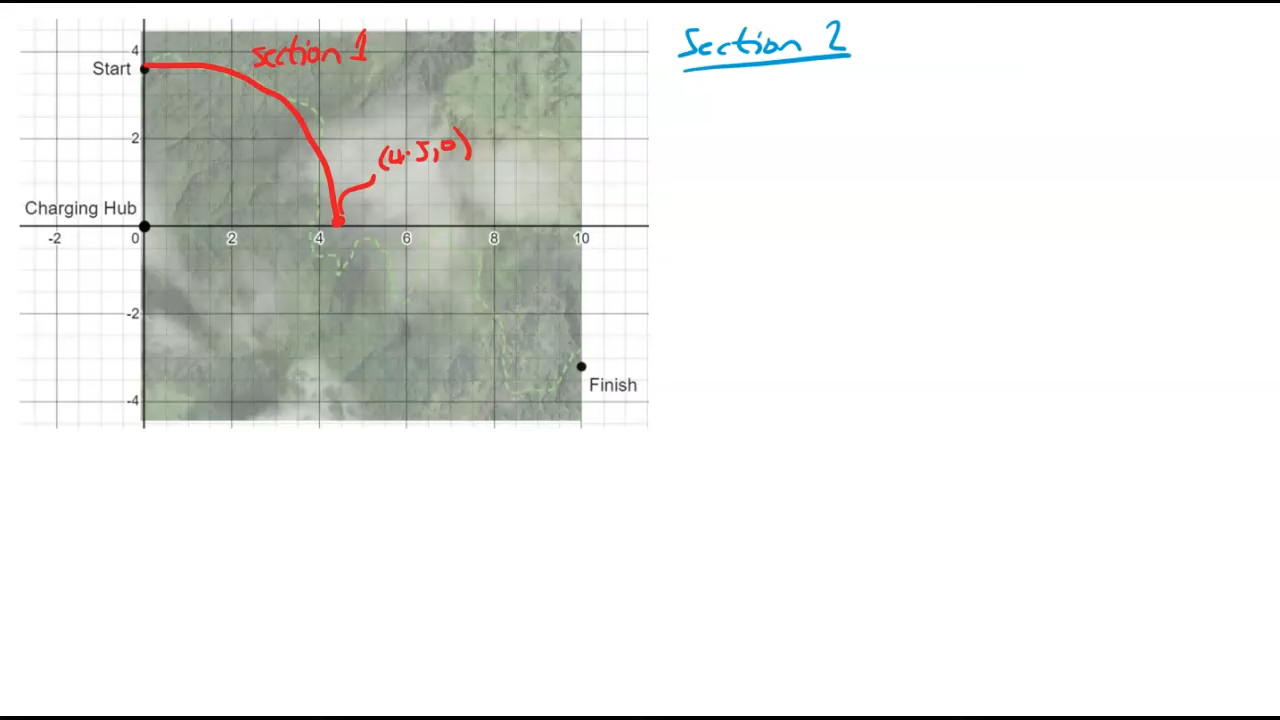 section 1
Section 2
4
Start
2
(4.5,0)
Charging Hub
-2 0 2 4 6 8 10
-2
Finish
-4